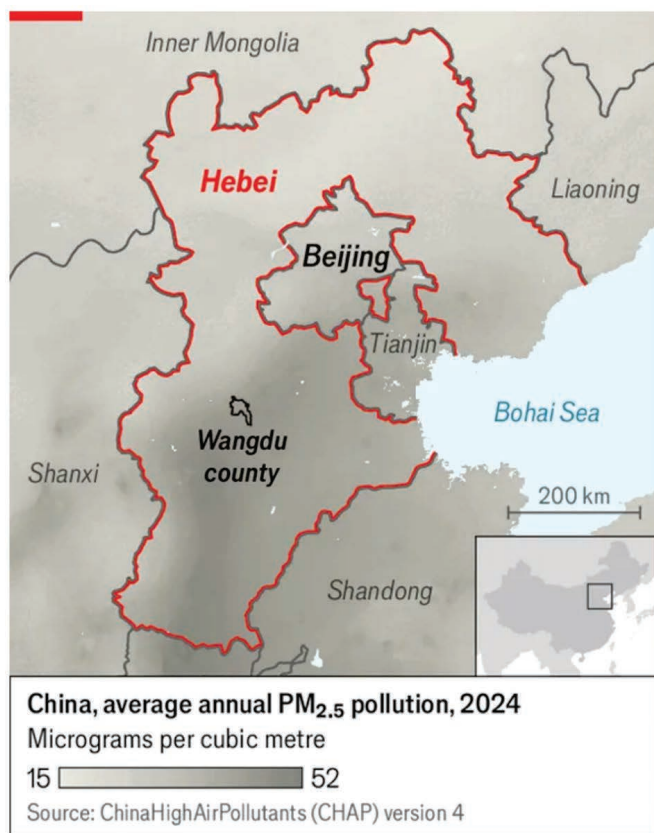 Inner Mongolia
Hebei
Liaoning
Beijing
Tianjin
Bohai Sea
Wangdu
county
Shanxi
200 km
Shandong
China, average annual PM₂.₅ pollution, 2024
Micrograms per cubic metre
15 52
Source: ChinaHighAirPollutants (CHAP) version 4